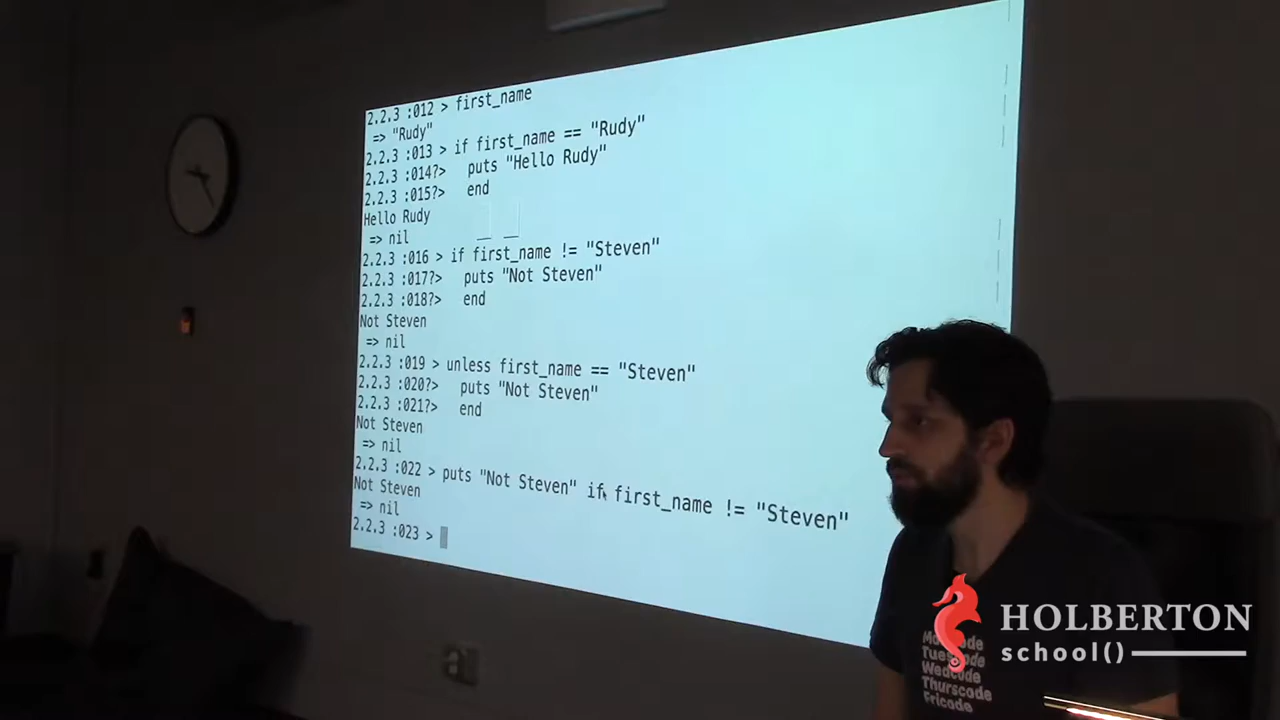 2.2.3 :012 > first_name
=> "Rudy"
2.2.3 :013 > if first_name == "Rudy"
2.2.3 :014?> puts "Hello Rudy"
2.2.3 :015?> end
Hello Rudy
=> nil
2.2.3 :016 > if first_name != "Steven"
2.2.3 :017?> puts "Not Steven"
2.2.3 :018?> end
Not Steven
=> nil
2.2.3 :019 > unless first_name == "Steven"
2.2.3 :020?> puts "Not Steven"
2.2.3 :021?> end
Not Steven
=> nil
2.2.3 :022 > puts "Not Steven" if first_name != "Steven"
Not Steven
=> nil
2.2.3 :023 >
HOLBERTON
school()
Thurscode
Fricode